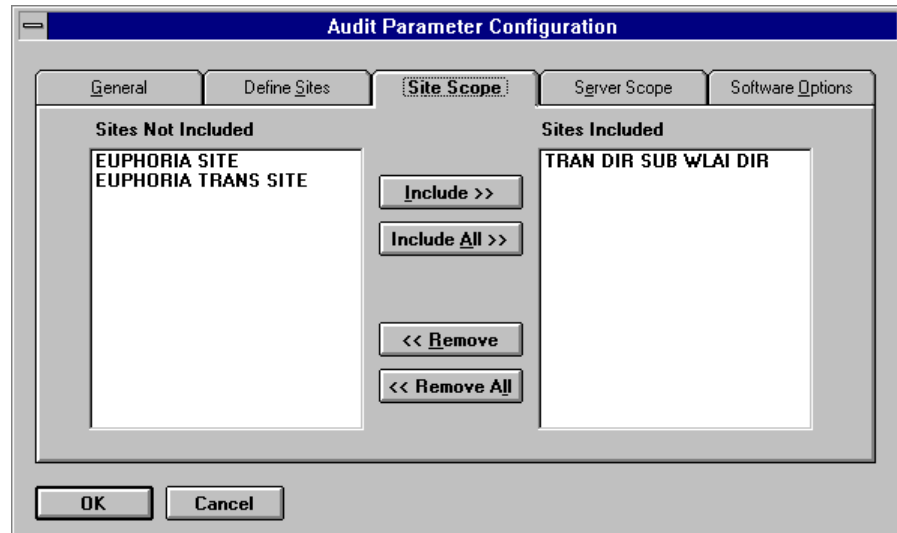 Audit Parameter Configuration
General Define Sites Site Scope Server Scope Software Options
Sites Not Included Sites Included
EUPHORIA SITE
EUPHORIA TRANS SITE
TRAN DIR SUB WLAI DIR
Include >>
Include All >>
<< Remove
<< Remove All
OK Cancel